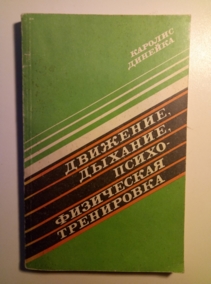 КАРОЛИС
ДИНЕЙКА
ДВИЖЕНИЕ,
ДЫХАНИЕ,
ПСИХО-
ФИЗИЧЕСКАЯ
ТРЕНИРОВКА